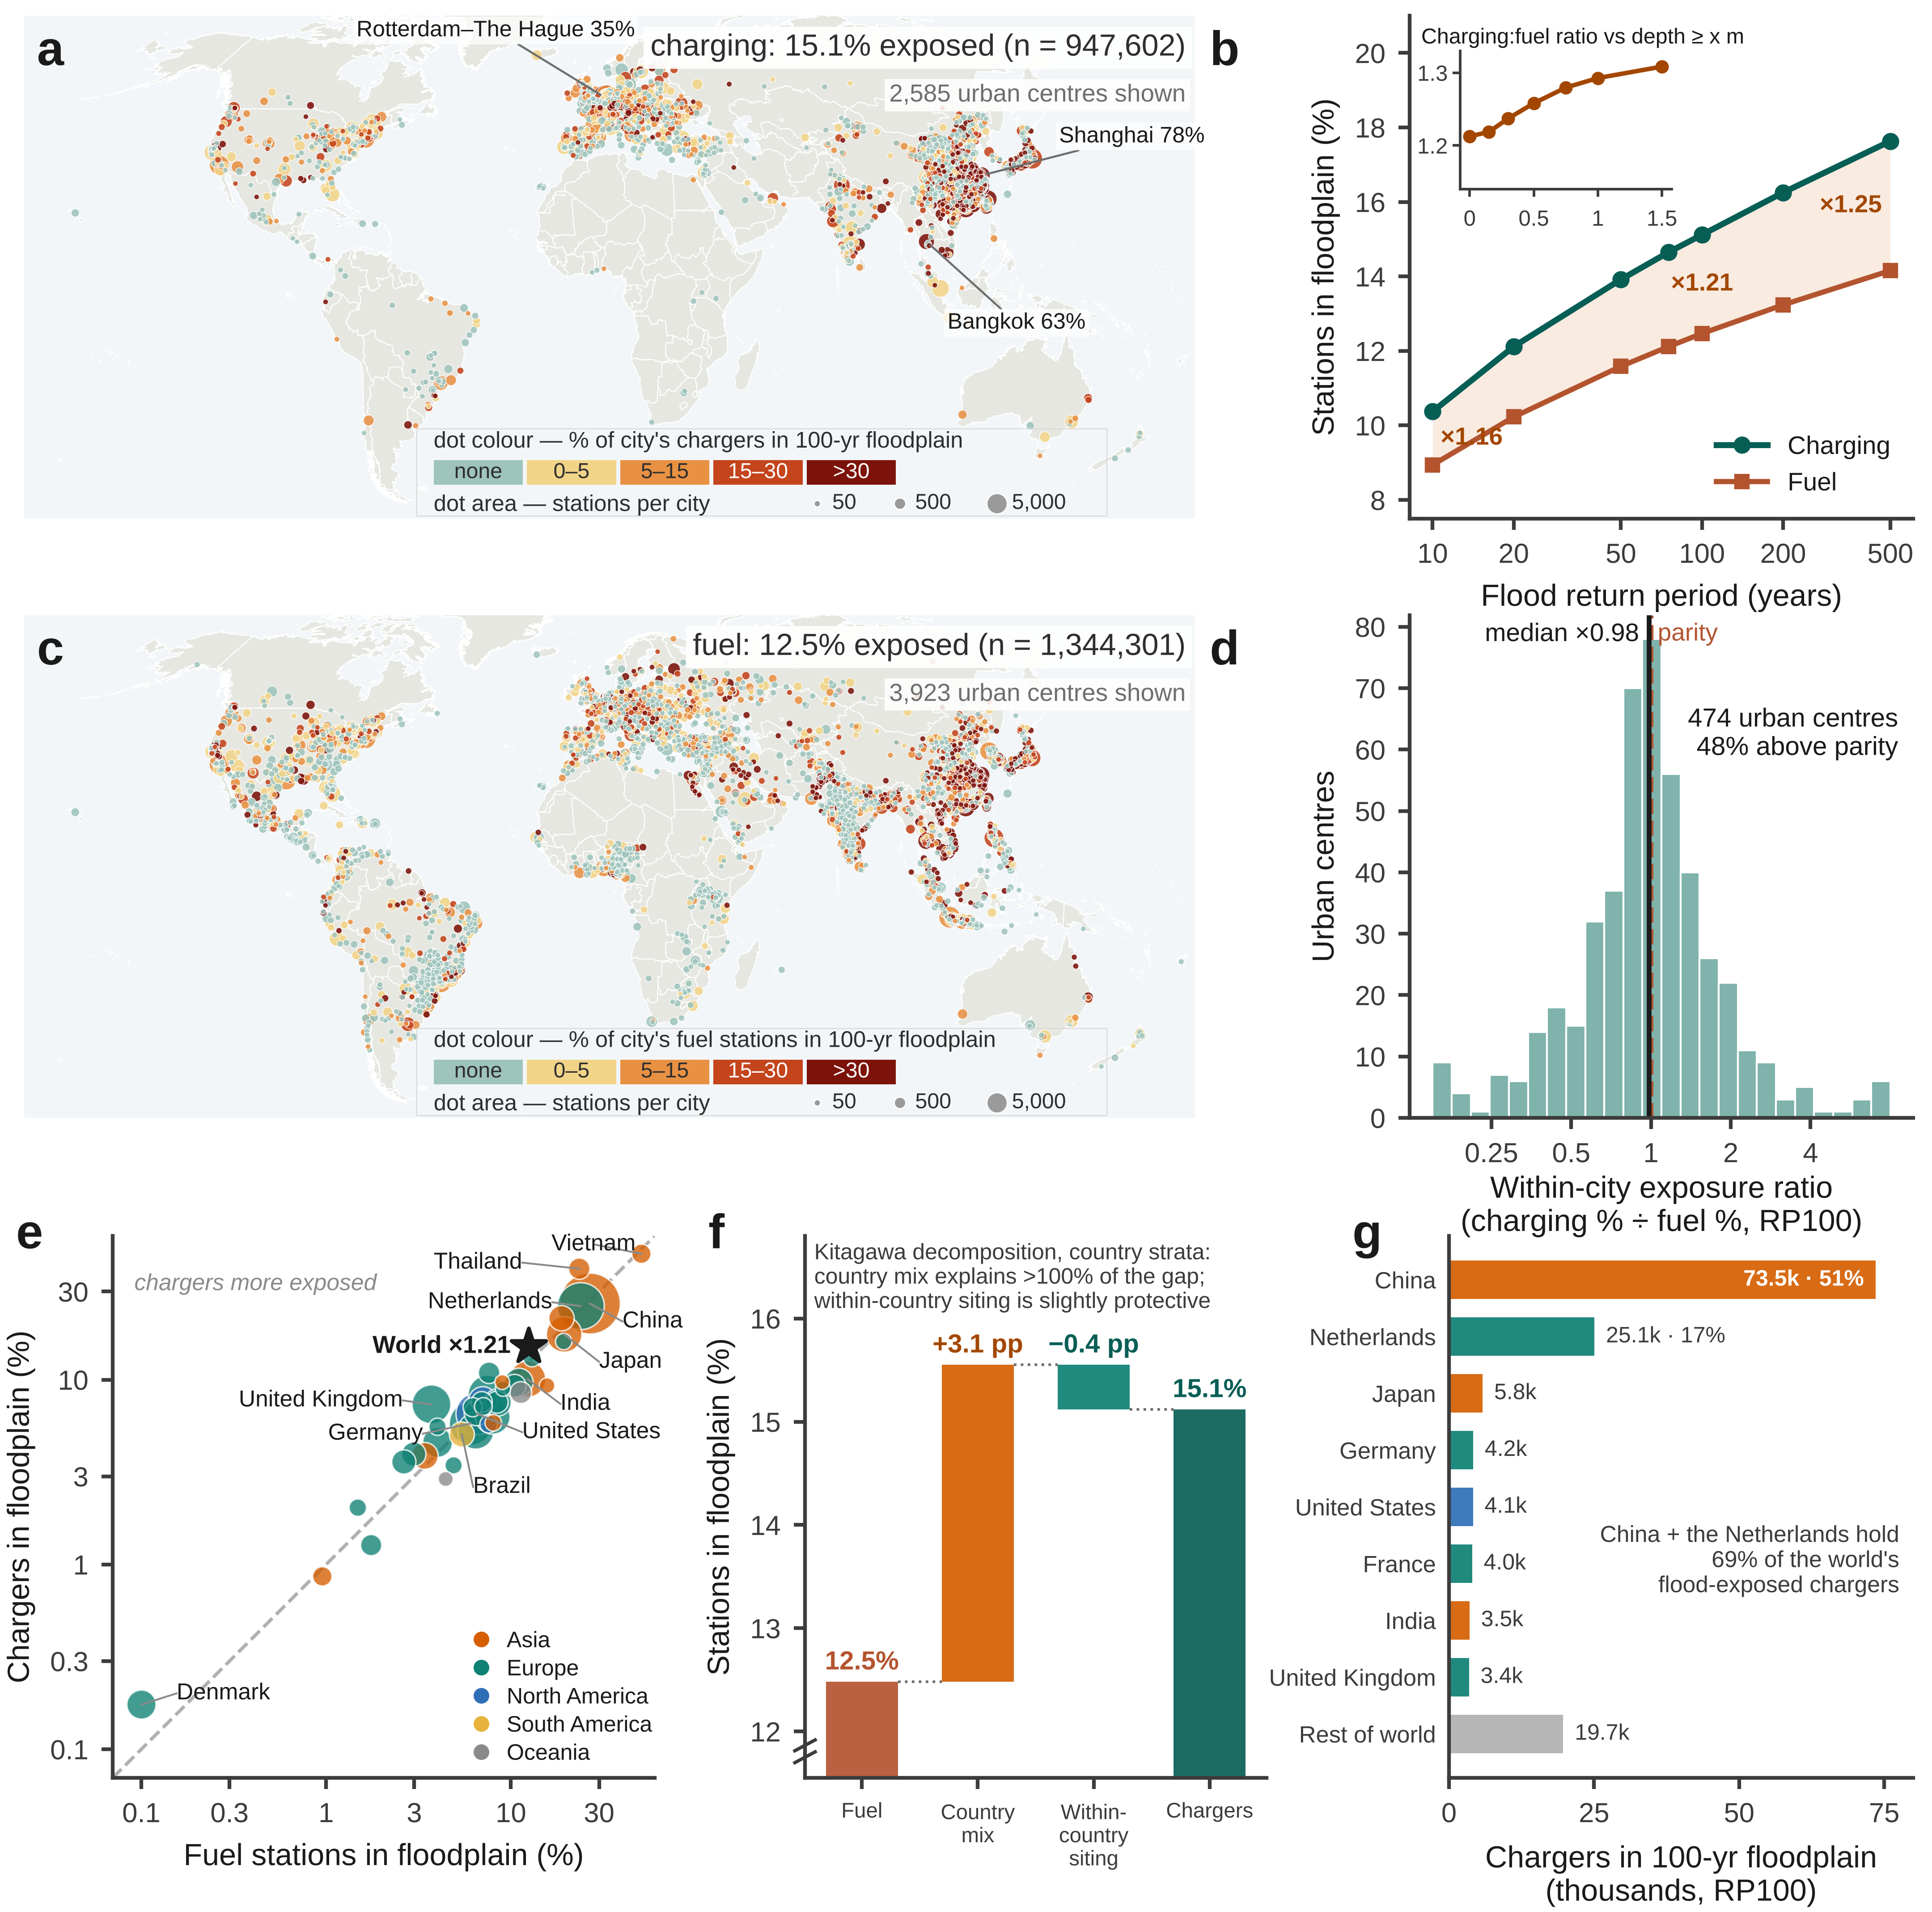 a
Rotterdam–The Hague 35%
charging: 15.1% exposed (n = 947,602)
2,585 urban centres shown
Shanghai 78%
Bangkok 63%
dot colour — % of city's chargers in 100-yr floodplain
none 0–5 5–15 15–30 >30
dot area — stations per city 50 500 5,000
b
Charging:fuel ratio vs depth ≥ x m
1.3
1.2
0 0.5 1 1.5
Stations in floodplain (%)
20
18
16
14
12
10
8
×1.25
×1.21
×1.16
Charging
Fuel
10 20 50 100 200 500
Flood return period (years)
c
fuel: 12.5% exposed (n = 1,344,301)
3,923 urban centres shown
dot colour — % of city's fuel stations in 100-yr floodplain
none 0–5 5–15 15–30 >30
dot area — stations per city 50 500 5,000
d
median ×0.98
parity
474 urban centres
48% above parity
Urban centres
80
70
60
50
40
30
20
10
0
0.25 0.5 1 2 4
Within-city exposure ratio
(charging % ÷ fuel %, RP100)
e
chargers more exposed
Vietnam
Thailand
Netherlands
China
World ×1.21
Japan
United Kingdom
India
Germany
United States
Brazil
Denmark
Asia
Europe
North America
South America
Oceania
Chargers in floodplain (%)
30
10
3
1
0.3
0.1
0.1 0.3 1 3 10 30
Fuel stations in floodplain (%)
f
Kitagawa decomposition, country strata:
country mix explains >100% of the gap;
within-country siting is slightly protective
Stations in floodplain (%)
16
15
14
13
12
12.5%
+3.1 pp
−0.4 pp
15.1%
Fuel
Country
mix
Within-
country
siting
Chargers
g
China 73.5k · 51%
Netherlands 25.1k · 17%
Japan 5.8k
Germany 4.2k
United States 4.1k
France 4.0k
India 3.5k
United Kingdom 3.4k
Rest of world 19.7k
China + the Netherlands hold
69% of the world's
flood-exposed chargers
0 25 50 75
Chargers in 100-yr floodplain
(thousands, RP100)